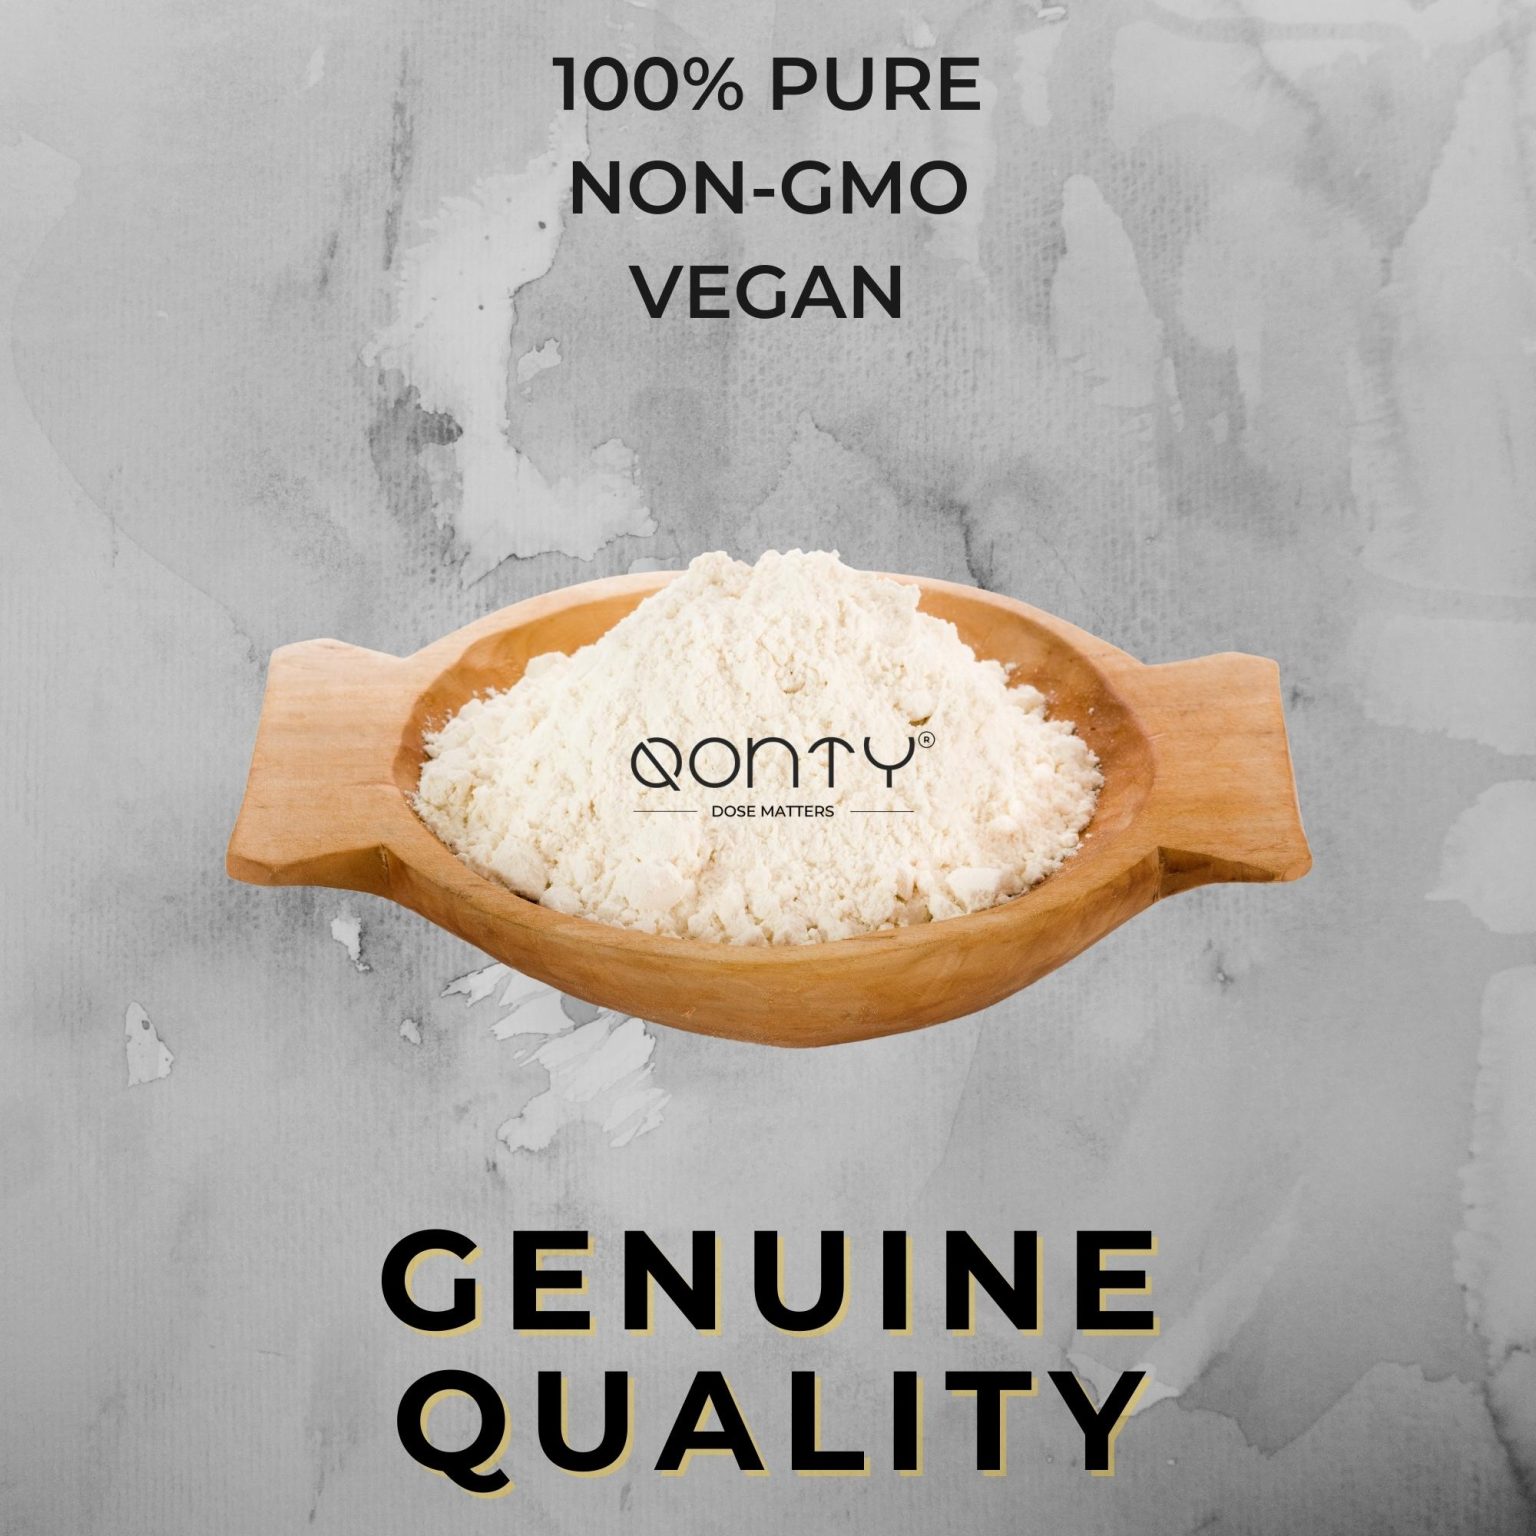 100% PURE
NON-GMO
VEGAN
QONTY®
DOSE MATTERS
GENUINE
QUALITY